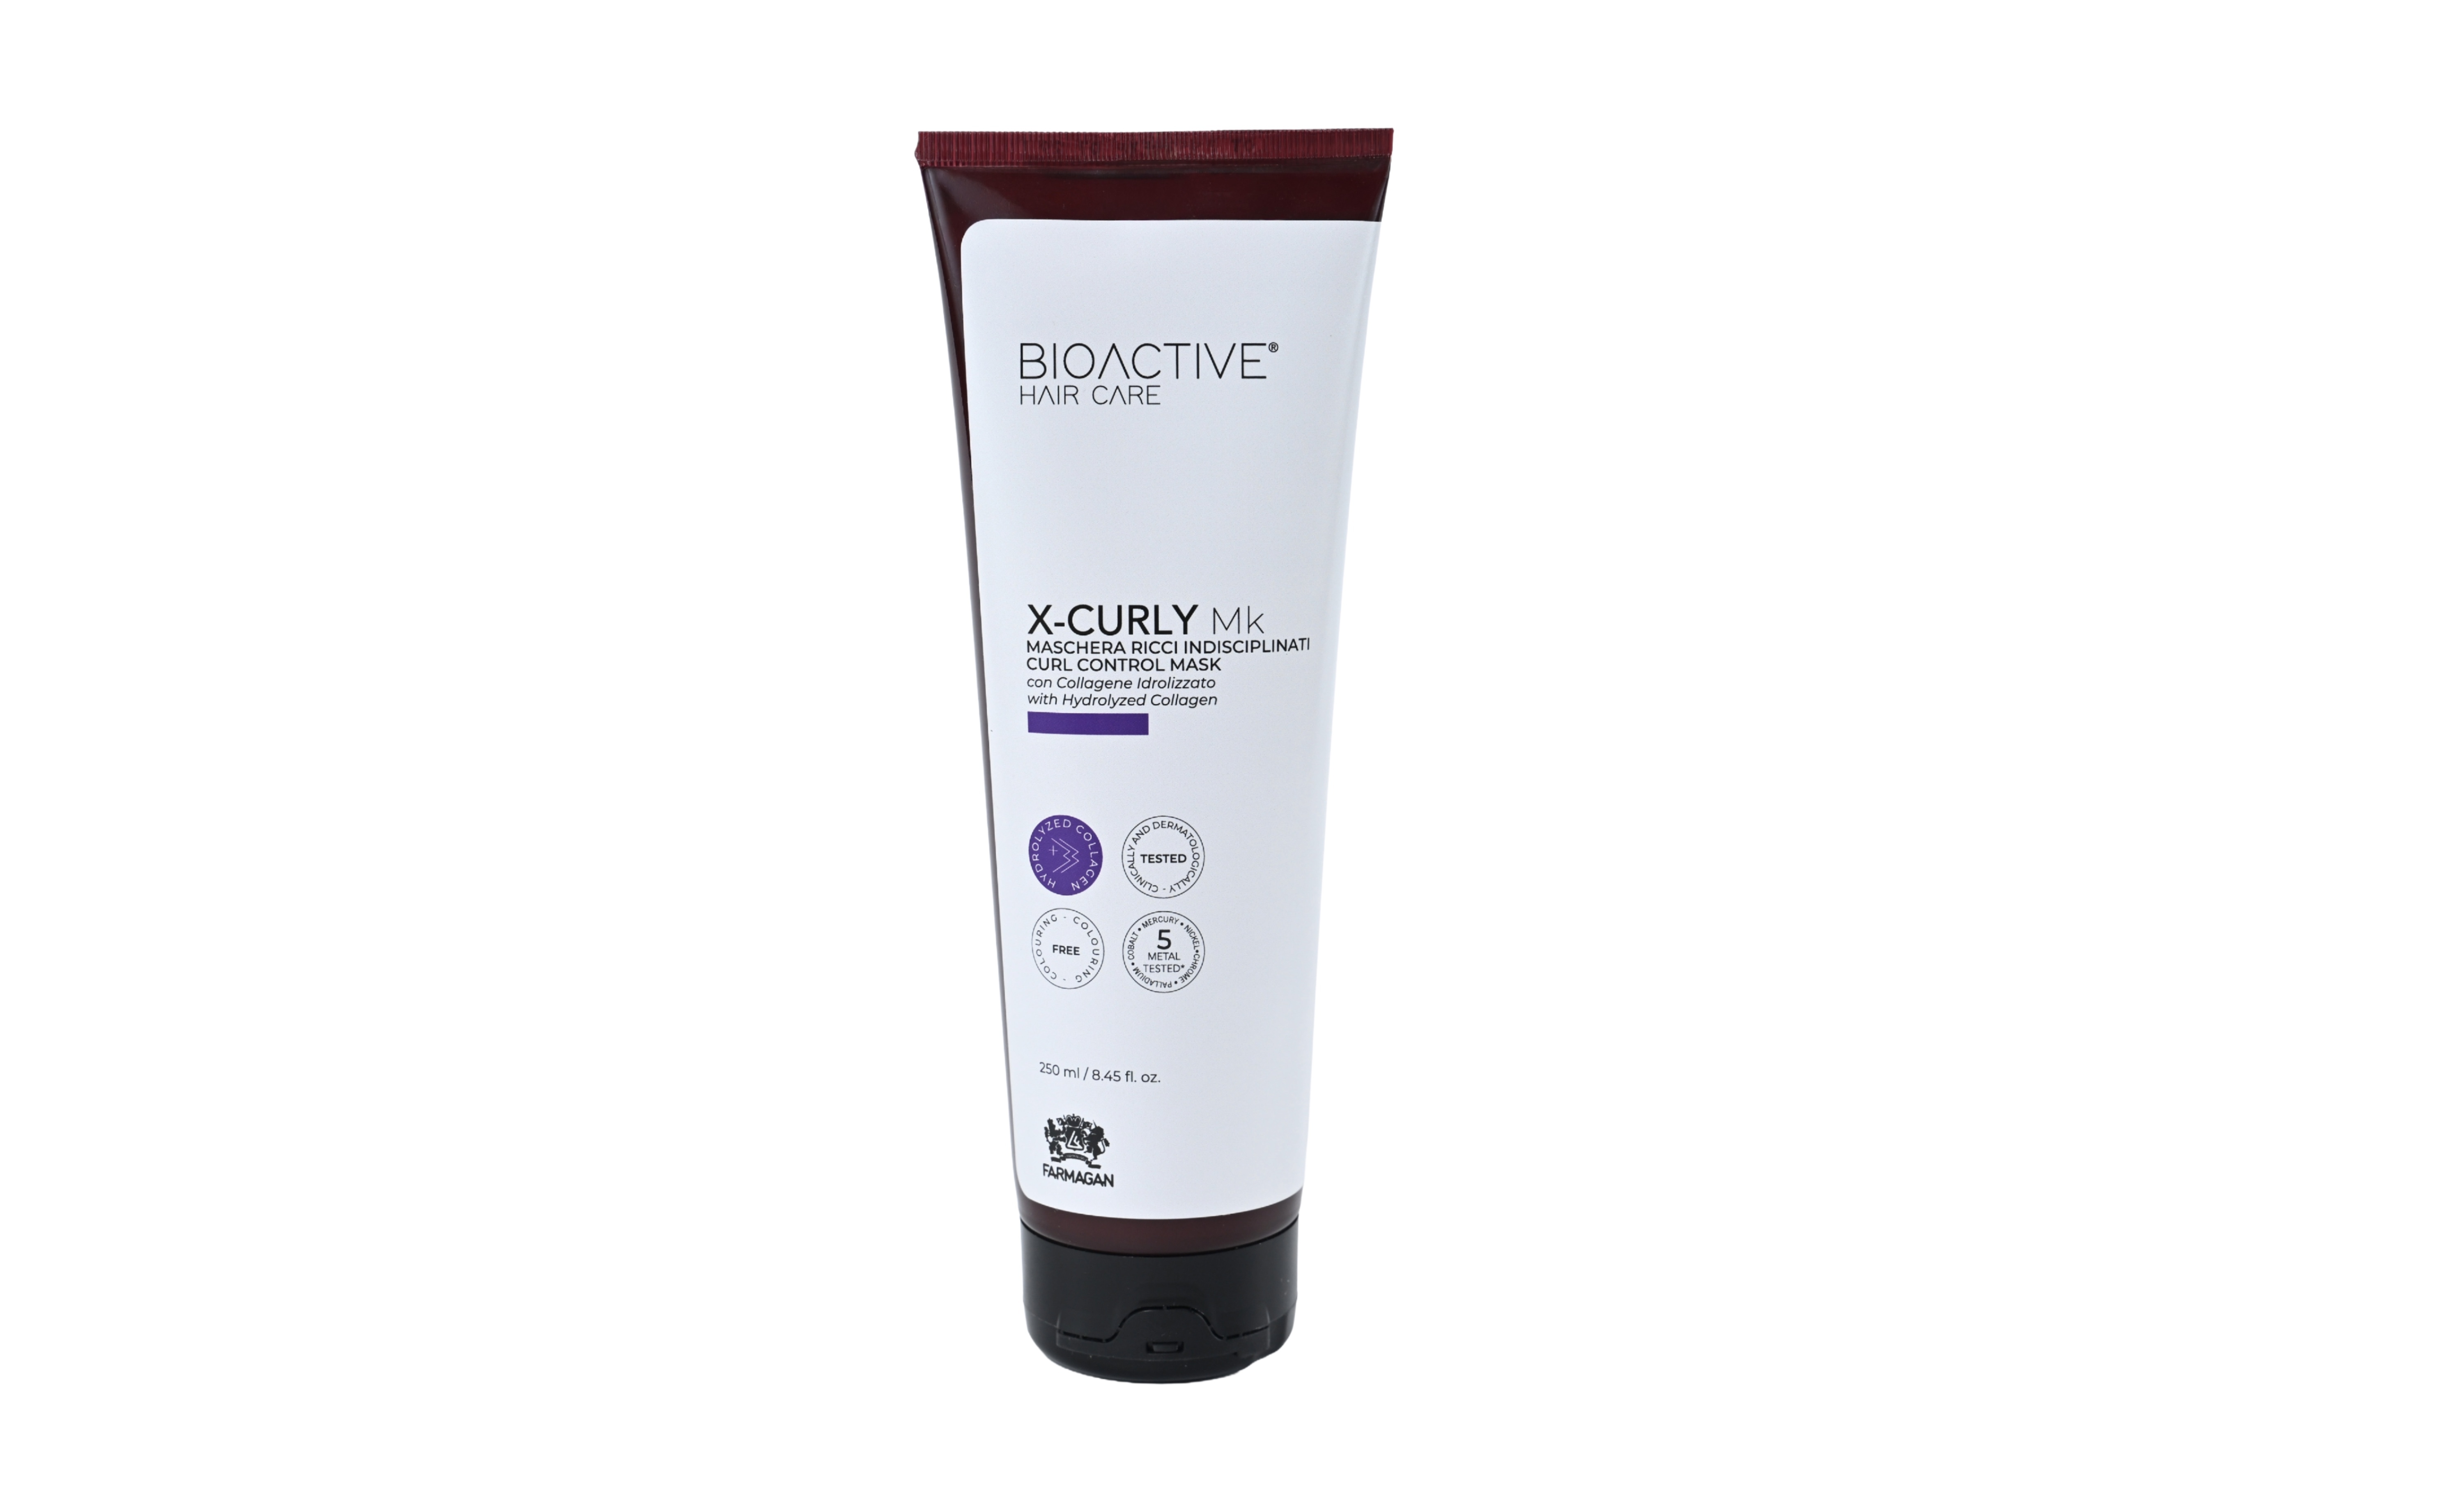 BIOACTIVE®
HAIR CARE
X-CURLY Mk
MASCHERA RICCI INDISCIPLINATI
CURL CONTROL MASK
con Collagene Idrolizzato
with Hydrolyzed Collagen
HYDROLYZED COLLAGEN
CLINICALLY AND DERMATOLOGICALLY -
TESTED
COLOURING - COLOURING -
FREE
COBALT • MERCURY • NICKEL • CHROME • PALLADIUM •
5
METAL
TESTED*
250 ml / 8.45 fl. oz.
FARMAGAN